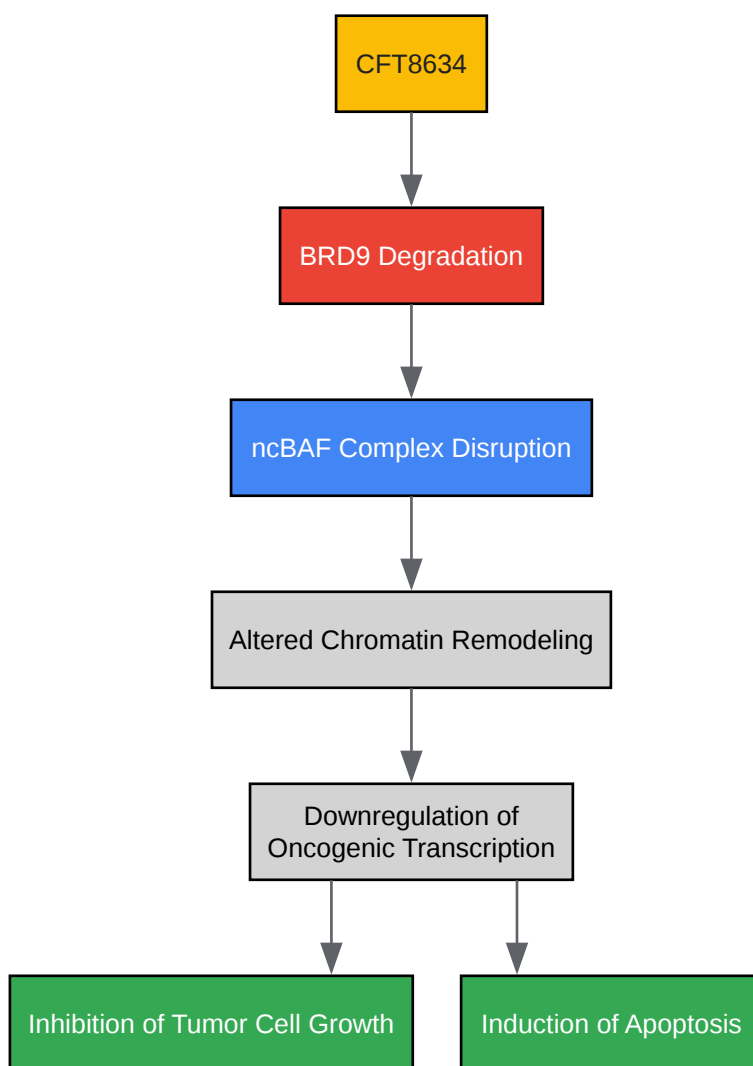 CFT8634
BRD9 Degradation
ncBAF Complex Disruption
Altered Chromatin Remodeling
Downregulation of
Oncogenic Transcription
Inhibition of Tumor Cell Growth
Induction of Apoptosis